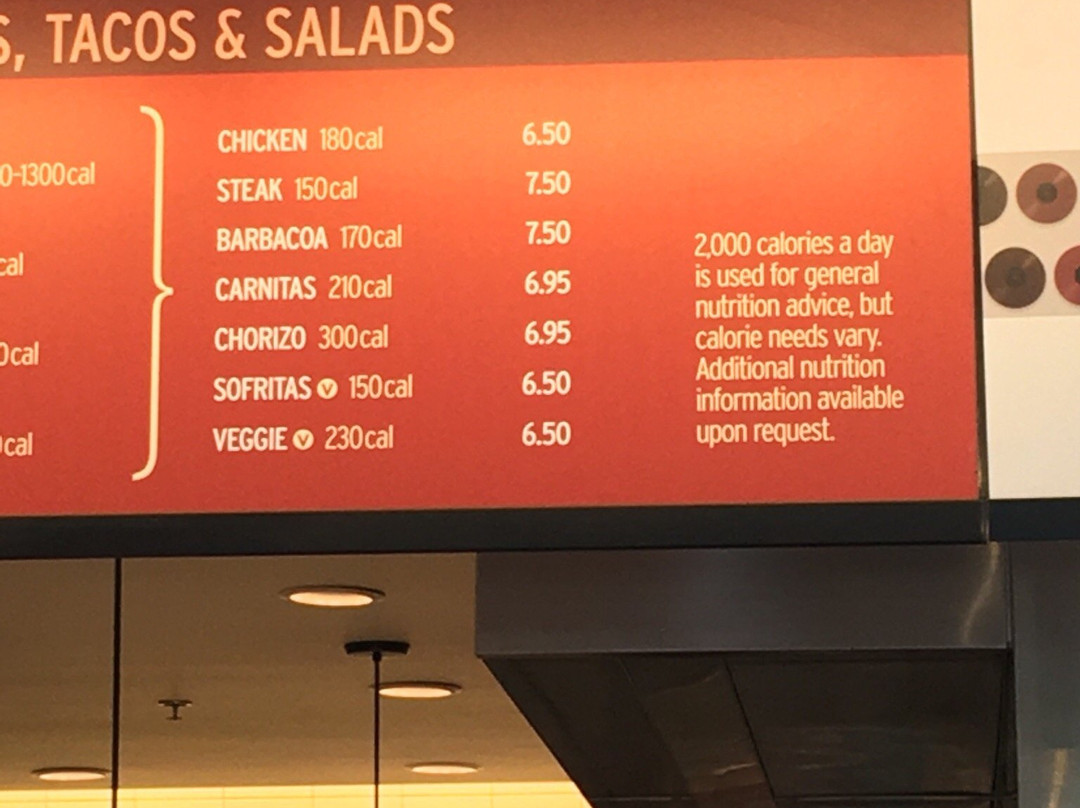 S, TACOS & SALADS
0-1300cal
cal
0cal
cal
CHICKEN 180cal 6.50
STEAK 150cal 7.50
BARBACOA 170cal 7.50
CARNITAS 210cal 6.95
CHORIZO 300cal 6.95
SOFRITAS V 150cal 6.50
VEGGIE V 230cal 6.50
2,000 calories a day
is used for general
nutrition advice, but
calorie needs vary.
Additional nutrition
information available
upon request.